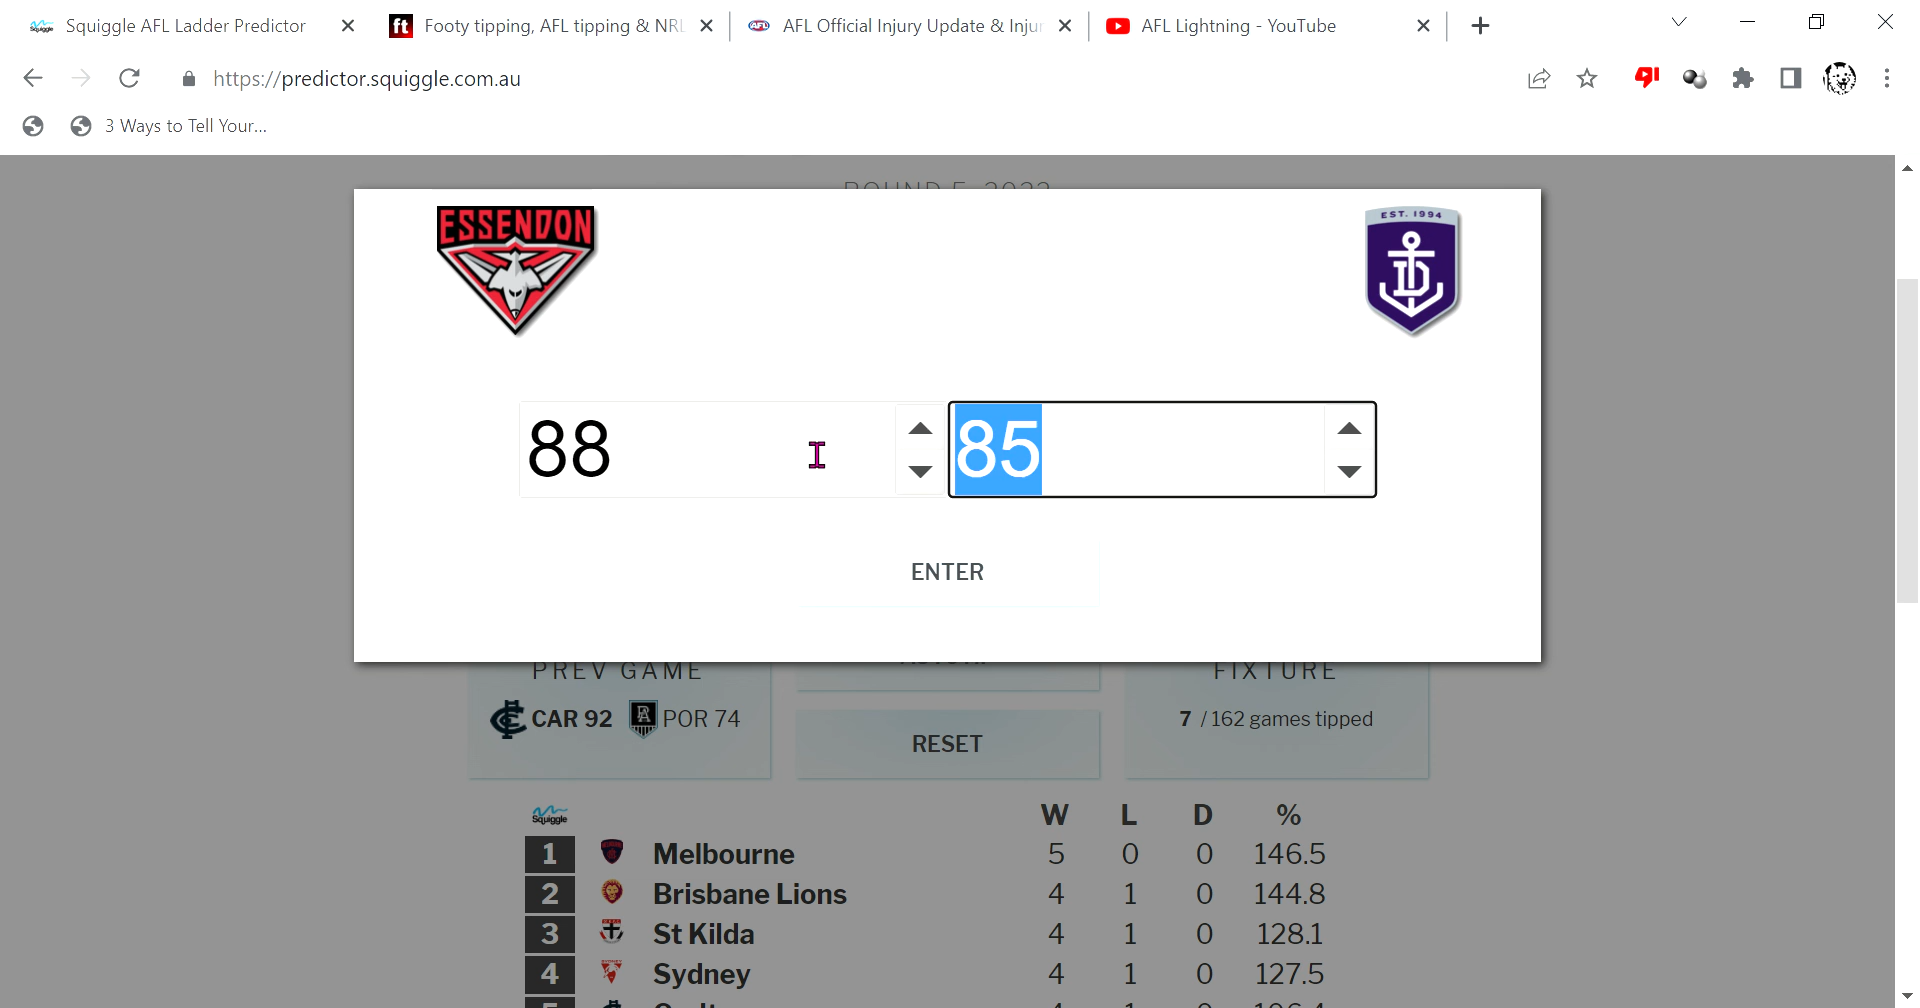 Squiggle AFL Ladder Predictor
ft Footy tipping, AFL tipping & NRL
AFL Official Injury Update & Injur
AFL Lightning - YouTube
https://predictor.squiggle.com.au
3 Ways to Tell Your...
ESSENDON
EST. 1994
88
85
ENTER
PREV GAME
CAR 92 POR 74
RESET
FIXTURE
7 / 162 games tipped
Squiggle W L D %
1 Melbourne 5 0 0 146.5
2 Brisbane Lions 4 1 0 144.8
3 St Kilda 4 1 0 128.1
4 Sydney 4 1 0 127.5